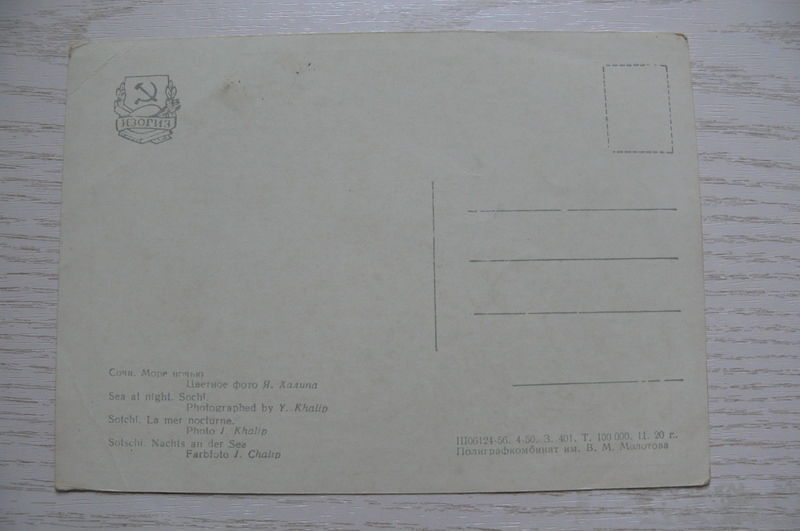 ИЗОГИЗ
Сочи. Море ночью
Цветное фото Я. Халипа
Sea at night. Sochi.
Photographed by Y. Khalip
Sotchi. La mer nocturne.
Photo J. Khalip
Sotschi. Nachts an der See
Farbfoto J. Chalip
Ш06124-56. 4-50. З. 401. Т. 100 000. Ц. 20 г.
Полиграфкомбинат им. В. М. Молотова